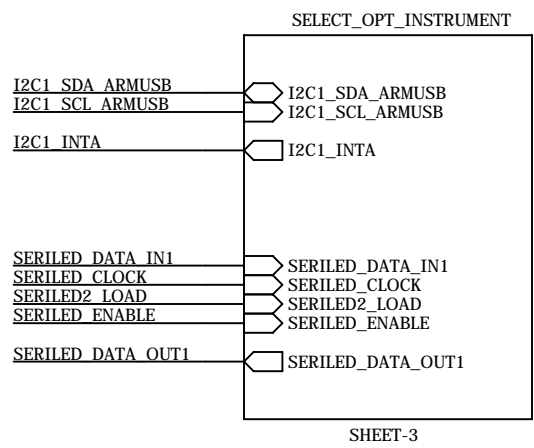 SELECT_OPT_INSTRUMENT
I2C1_SDA_ARMUSB I2C1_SDA_ARMUSB
I2C1_SCL_ARMUSB I2C1_SCL_ARMUSB
I2C1_INTA I2C1_INTA
SERILED_DATA_IN1 SERILED_DATA_IN1
SERILED_CLOCK SERILED_CLOCK
SERILED2_LOAD SERILED2_LOAD
SERILED_ENABLE SERILED_ENABLE
SERILED_DATA_OUT1 SERILED_DATA_OUT1
SHEET-3